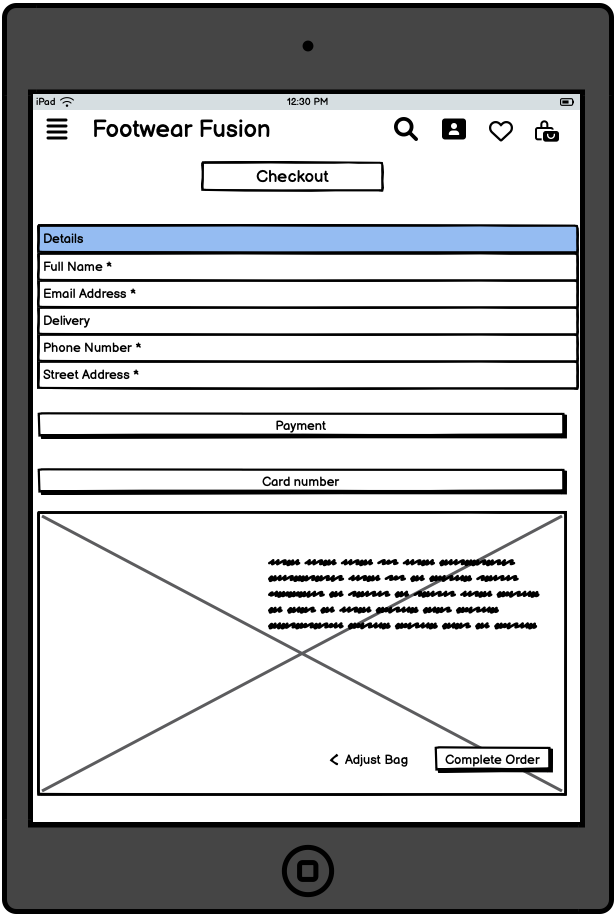 iPad 12:30 PM
Footwear Fusion
Checkout
Details
Full Name *
Email Address *
Delivery
Phone Number *
Street Address *
Payment
Card number
< Adjust Bag Complete Order